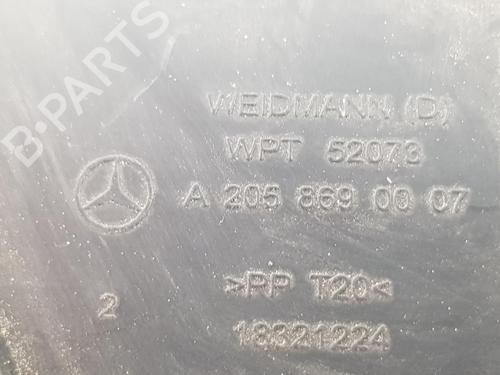 B-PARTS
WEIDMANN (D)
WPT 52073
A 205 869 00 07
>PP T20<
2
18321224